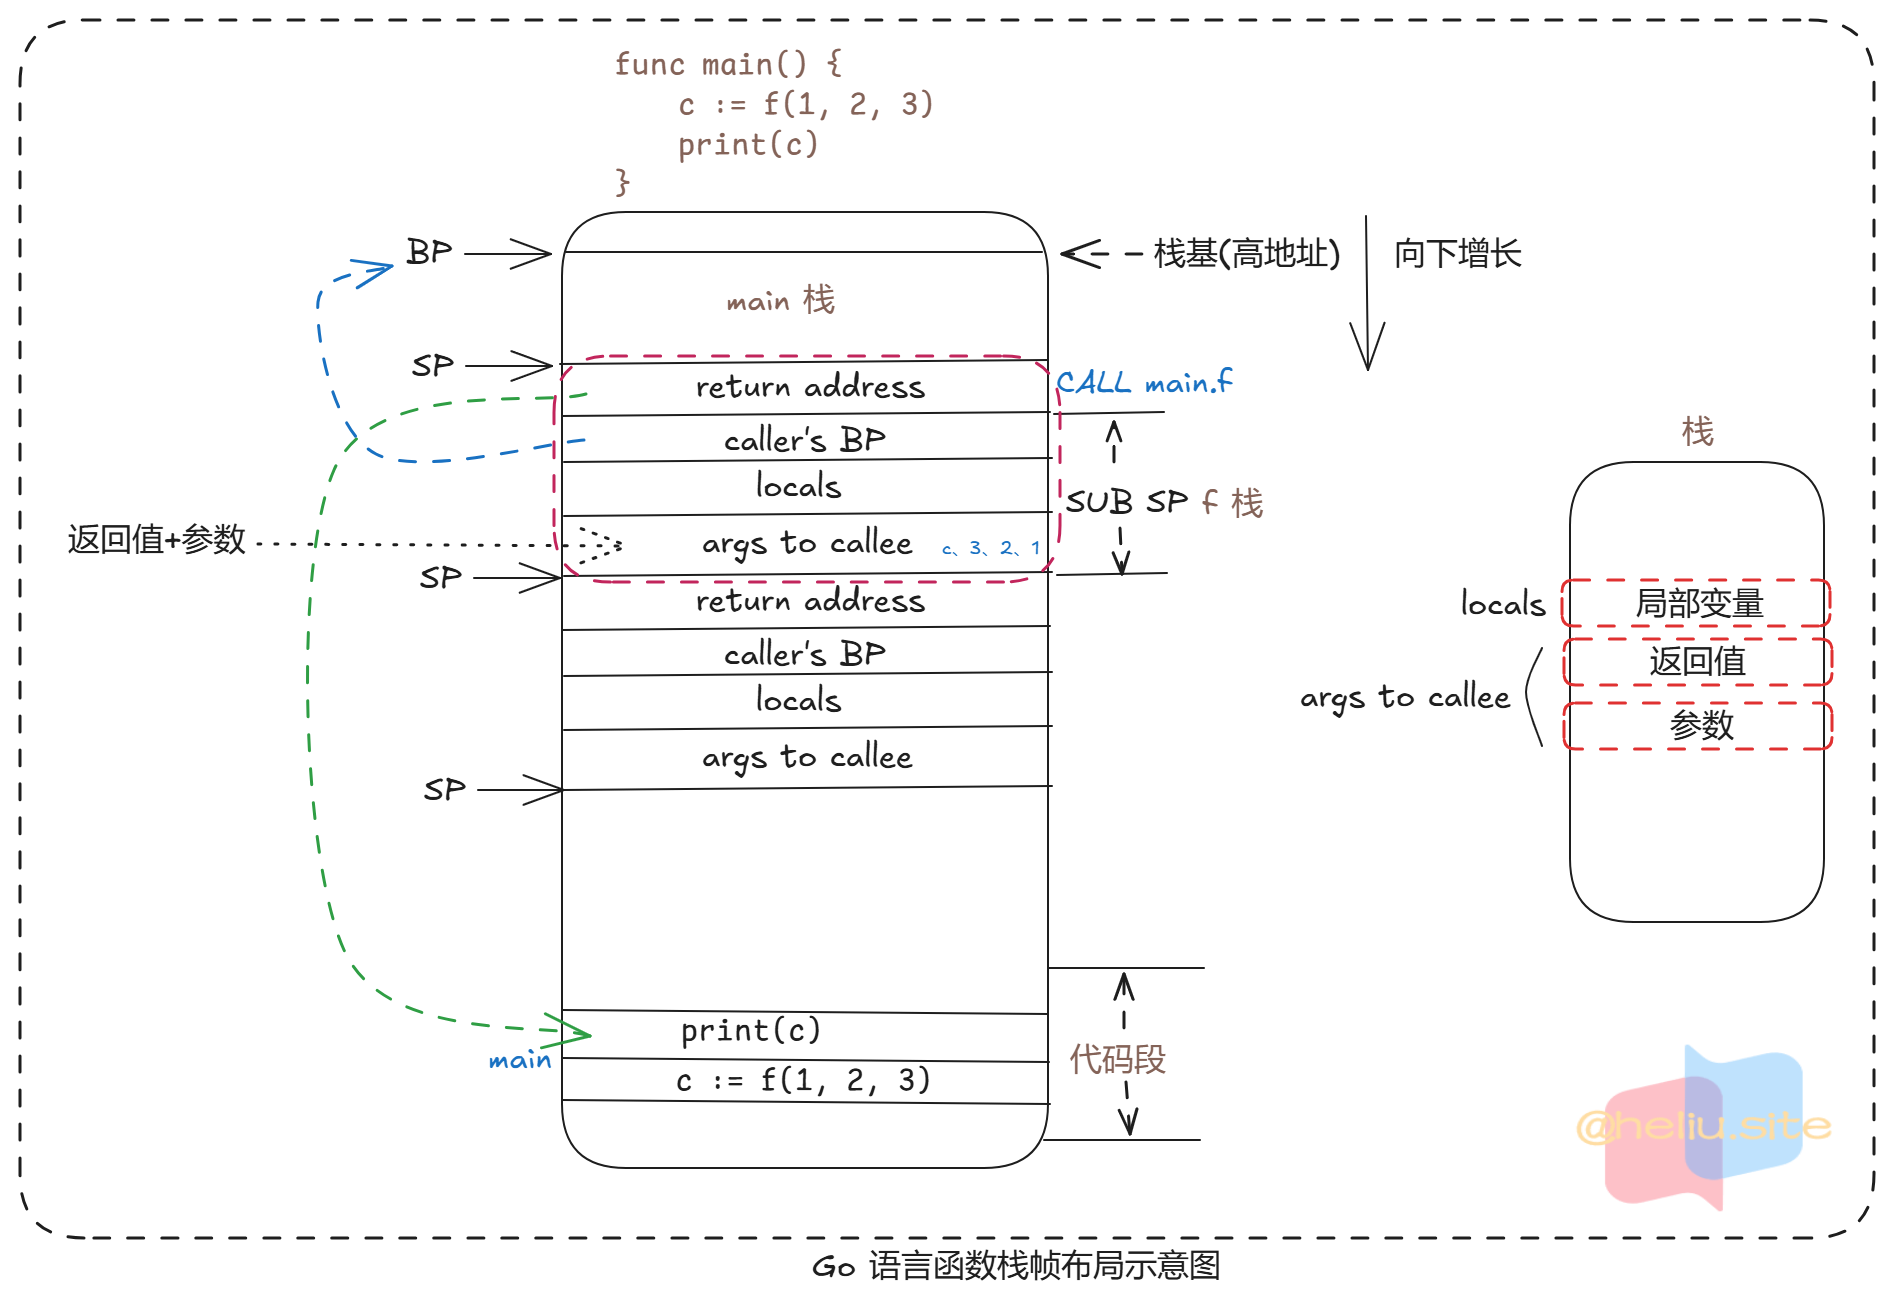 func main() {
c := f(1, 2, 3)
print(c)
}
BP
栈基(高地址)
向下增长
main 栈
SP
return address
CALL main.f
caller's BP
栈
locals
SUB SP f 栈
返回值+参数
args to callee
c、3、2、1
SP
return address
locals
局部变量
caller's BP
返回值
locals
args to callee
参数
args to callee
SP
print(c)
main
代码段
c := f(1, 2, 3)
@heliu.site
Go 语言函数栈帧布局示意图